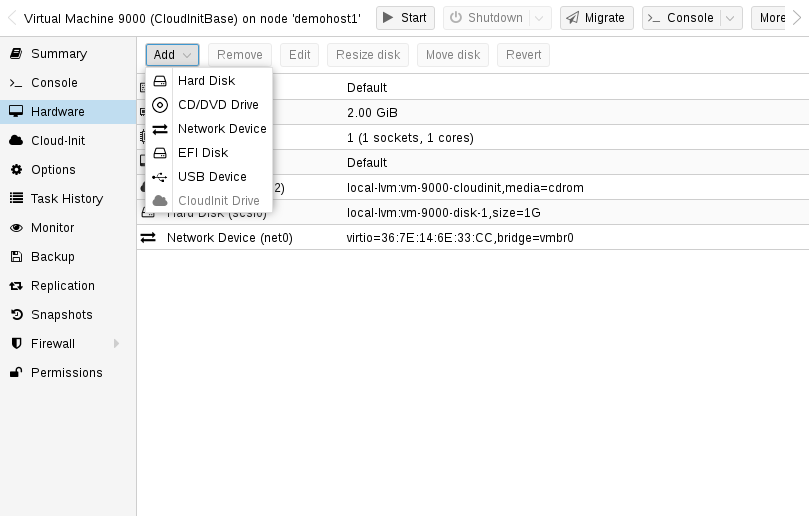 Virtual Machine 9000 (CloudInitBase) on node 'demohost1' Start Shutdown Migrate Console More
Summary
Console
Hardware
Cloud-Init
Options
Task History
Monitor
Backup
Replication
Snapshots
Firewall
Permissions
Add Remove Edit Resize disk Move disk Revert
Hard Disk
CD/DVD Drive
Network Device
EFI Disk
USB Device
CloudInit Drive
Default
2.00 GiB
1 (1 sockets, 1 cores)
Default
2) local-lvm:vm-9000-cloudinit,media=cdrom
Hard Disk (scsi0) local-lvm:vm-9000-disk-1,size=1G
Network Device (net0) virtio=36:7E:14:6E:33:CC,bridge=vmbr0